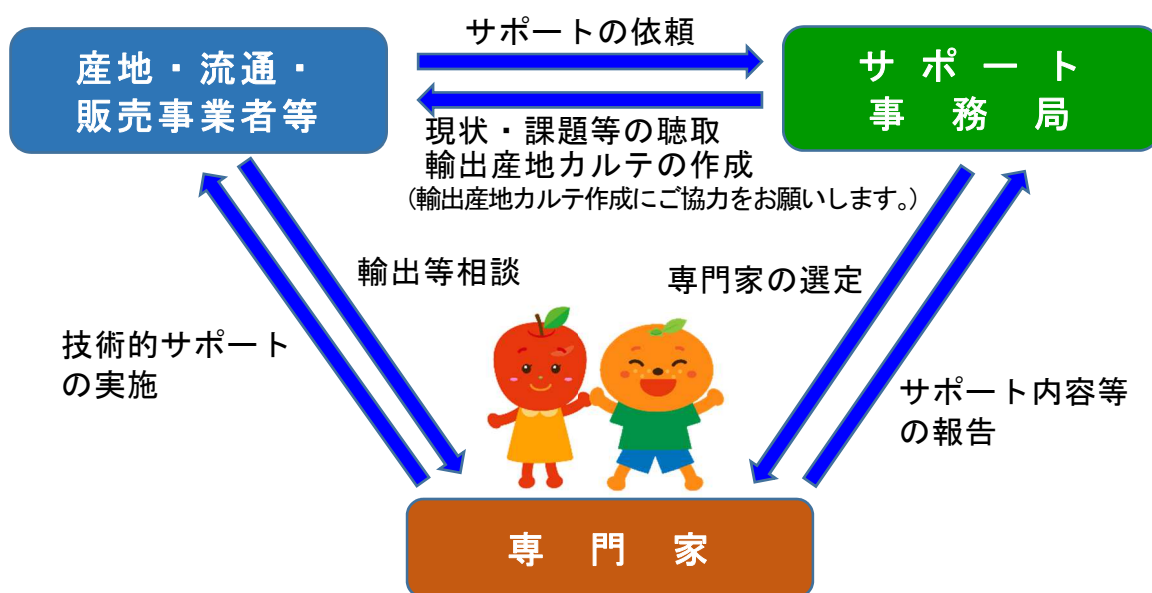 サポートの依頼
産地・流通・
販売事業者等
サポート
事務局
現状・課題等の聴取
輸出産地カルテの作成
(輸出産地カルテ作成にご協力をお願いします。)
輸出等相談
専門家の選定
技術的サポート
の実施
サポート内容等
の報告
専門家